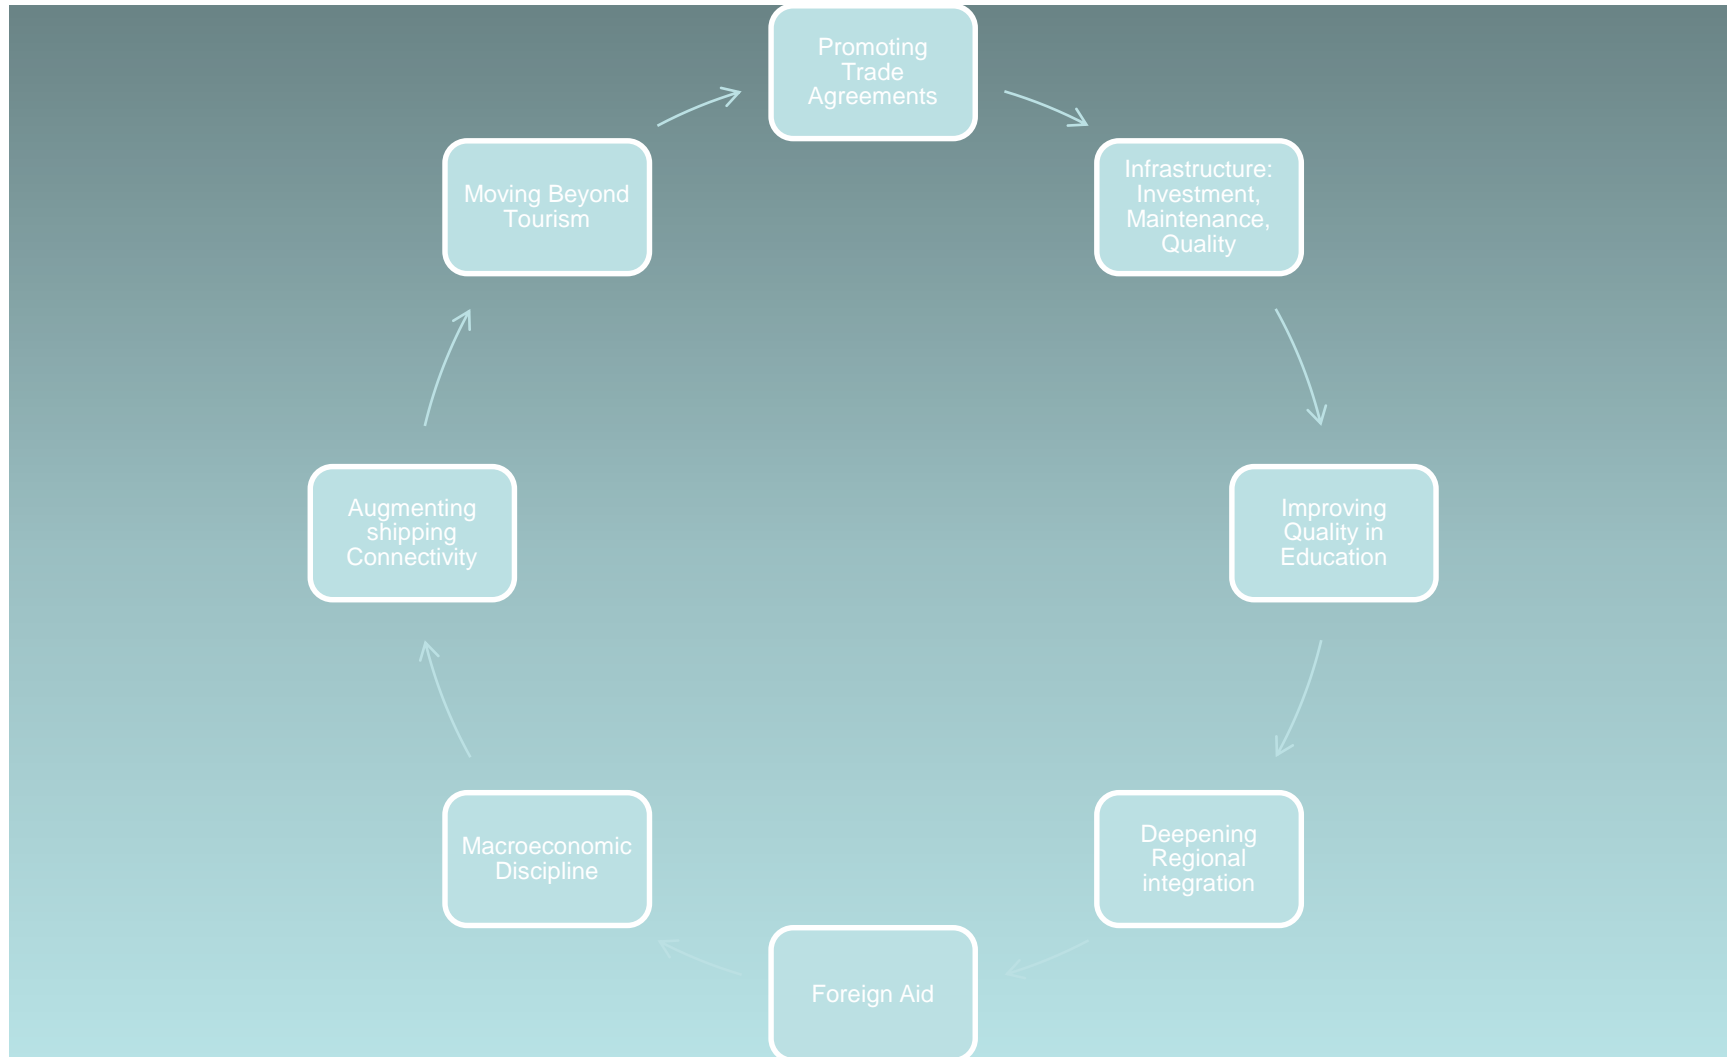 Promoting
Trade
Agreements
Infrastructure:
Investment,
Maintenance,
Quality
Improving
Quality in
Education
Deepening
Regional
integration
Foreign Aid
Macroeconomic
Discipline
Augmenting
shipping
Connectivity
Moving Beyond
Tourism